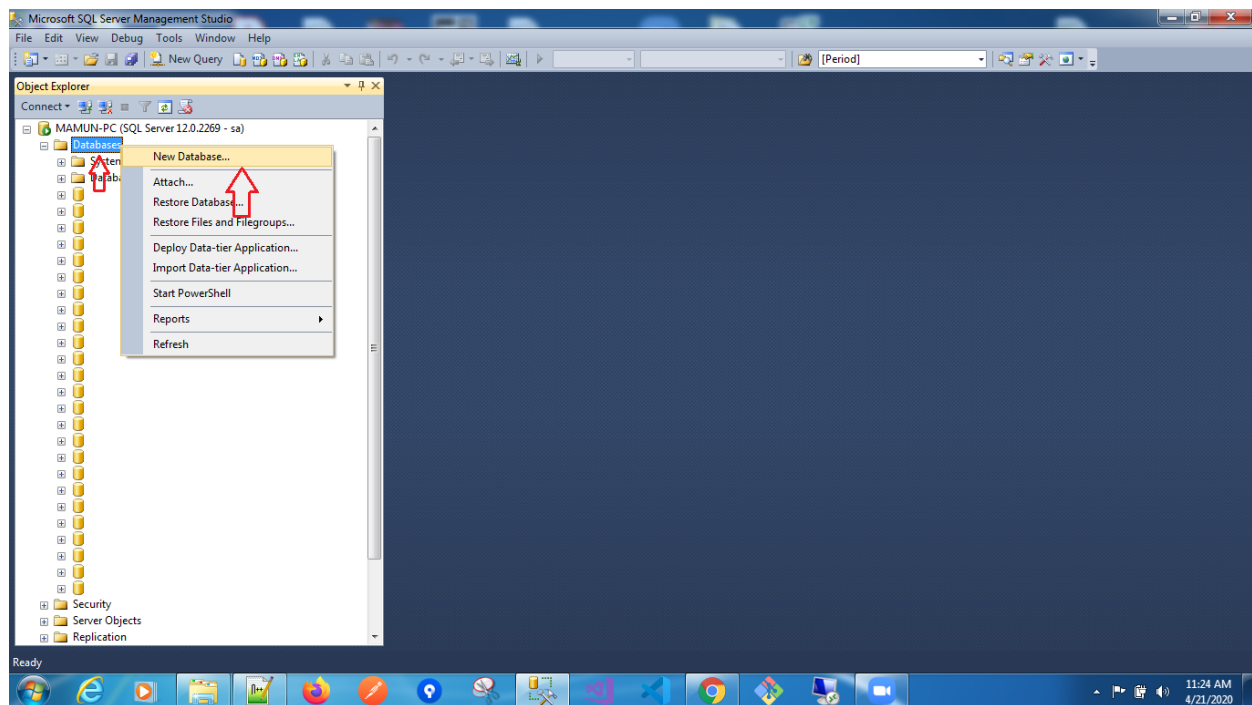 Microsoft SQL Server Management Studio
File Edit View Debug Tools Window Help
New Query [Period]
Object Explorer
Connect
MAMUN-PC (SQL Server 12.0.2269 - sa)
Databases
New Database...
Attach...
Restore Database...
Restore Files and Filegroups...
Deploy Data-tier Application...
Import Data-tier Application...
Start PowerShell
Reports
Refresh
Security
Server Objects
Replication
Ready
11:24 AM
4/21/2020